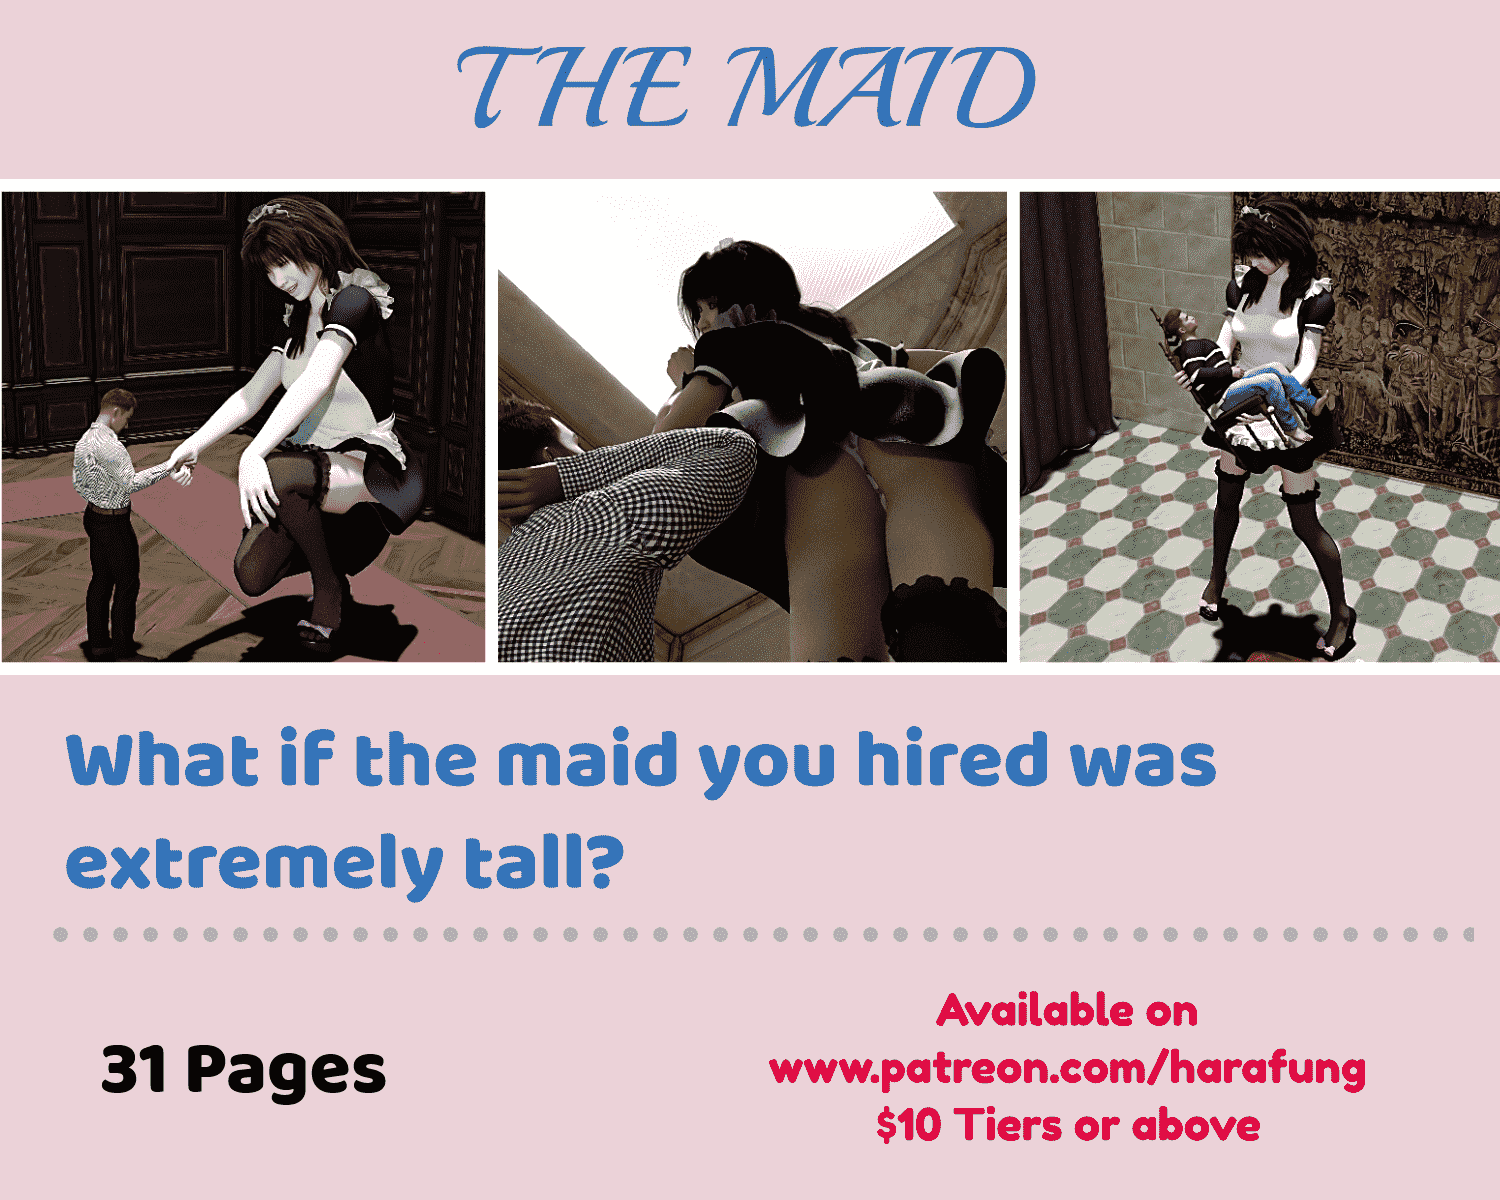 THE MAID
What if the maid you hired was
extremely tall?
31 Pages
Available on
www.patreon.com/harafung
$10 Tiers or above